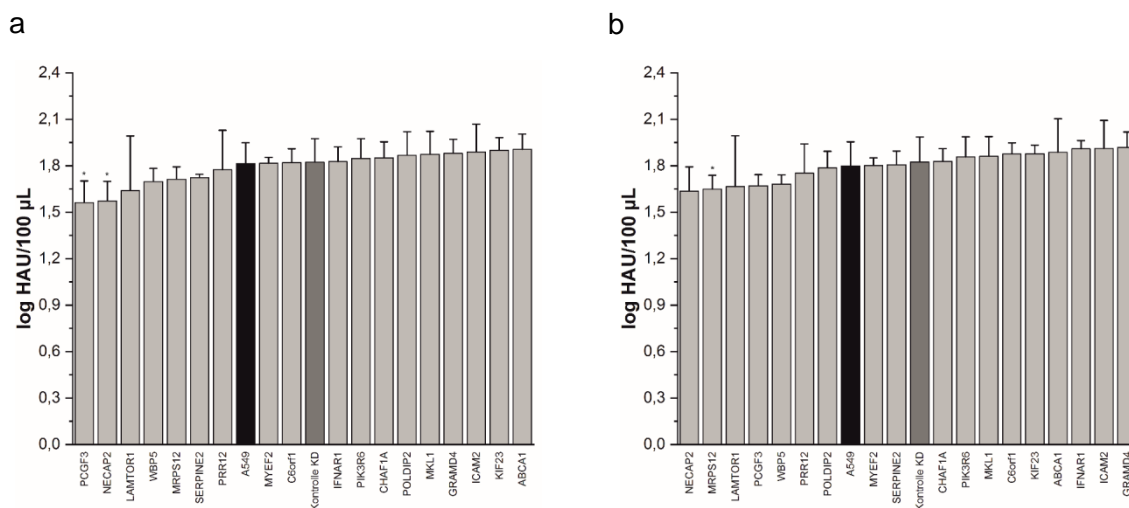 a
b
log HAU/100 µL
2,4
2,1
1,8
1,5
1,2
0,9
0,6
0,3
0,0
* *
PCGF3
NECAP2
LAMTOR1
WBP5
MRPS12
SERPINE2
PRR12
A549
MYEF2
C6orf1
Kontrolle KD
IFNAR1
PIK3R6
CHAF1A
POLDIP2
MKL1
GRAMD4
ICAM2
KIF23
ABCA1
log HAU/100 µL
2,4
2,1
1,8
1,5
1,2
0,9
0,6
0,3
0,0
*
NECAP2
MRPS12
LAMTOR1
PCGF3
WBP5
PRR12
POLDIP2
A549
MYEF2
SERPINE2
Kontrolle KD
CHAF1A
PIK3R6
MKL1
C6orf1
KIF23
ABCA1
IFNAR1
ICAM2
GRAMD4